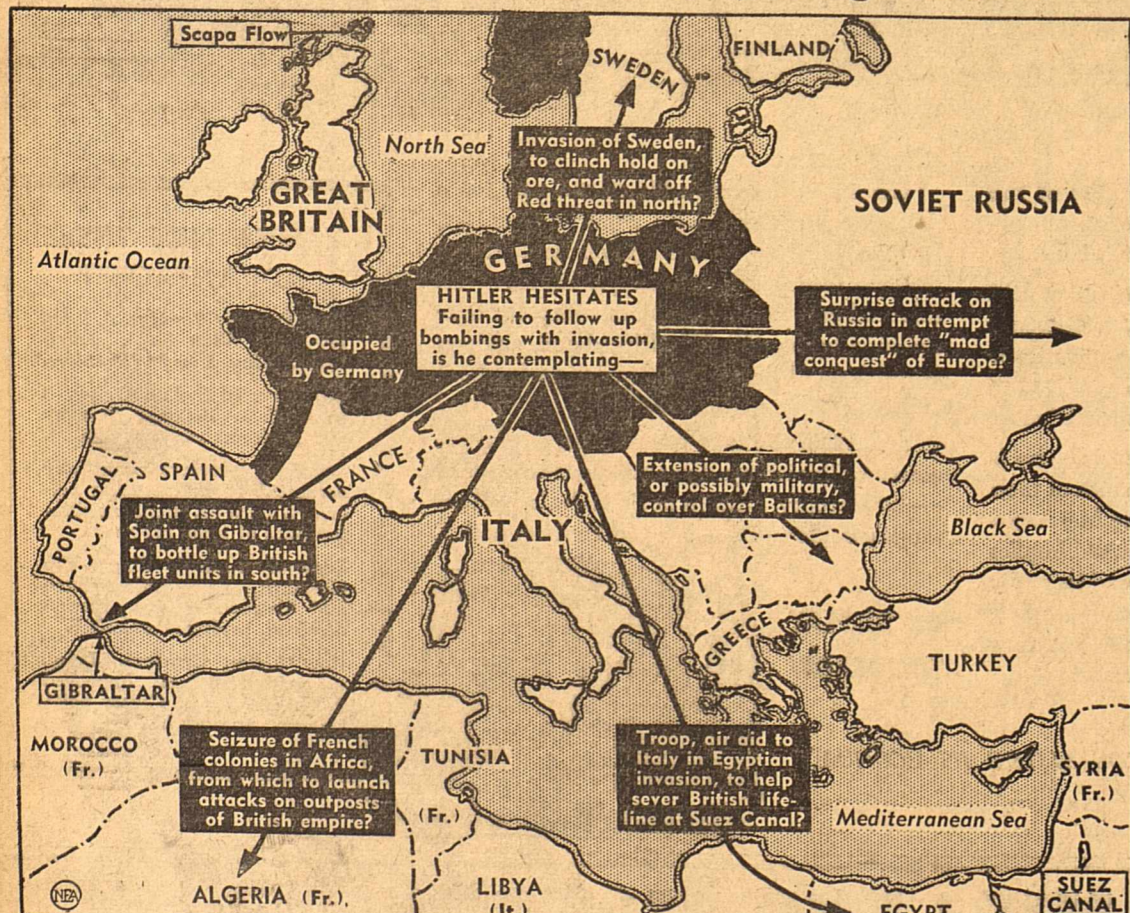 Scapa Flow
SWEDEN
FINLAND
North Sea
Invasion of Sweden,
to clinch hold on
ore, and ward off
Red threat in north?
GREAT
BRITAIN
SOVIET RUSSIA
Atlantic Ocean
GERMANY
HITLER HESITATES
Failing to follow up
bombings with invasion,
is he contemplating—
Surprise attack on
Russia in attempt
to complete "mad
conquest" of Europe?
Occupied
by Germany
SPAIN
FRANCE
PORTUGAL
Extension of political,
or possibly military,
control over Balkans?
Joint assault with
Spain on Gibraltar,
to bottle up British
fleet units in south?
ITALY
Black Sea
GREECE
TURKEY
GIBRALTAR
MOROCCO
(Fr.)
Seizure of French
colonies in Africa,
from which to launch
attacks on outposts
of British empire?
TUNISIA
(Fr.)
Troop, air aid to
Italy in Egyptian
invasion, to help
sever British life-
line at Suez Canal?
SYRIA
(Fr.)
Mediterranean Sea
NEA
ALGERIA (Fr.).
LIBYA
(It.)
EGYPT
SUEZ
CANAL